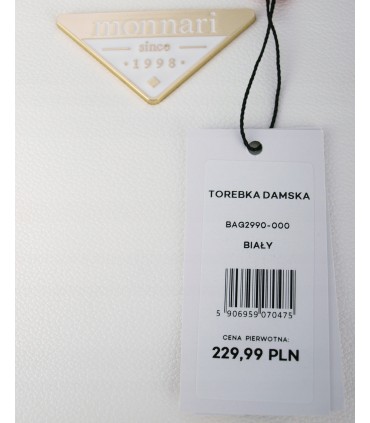 monnari
since
•1998•
TOREBKA DAMSKA
BAG2990-000
BIAŁY
5 906959 070475
CENA PIERWOTNA:
229,99 PLN